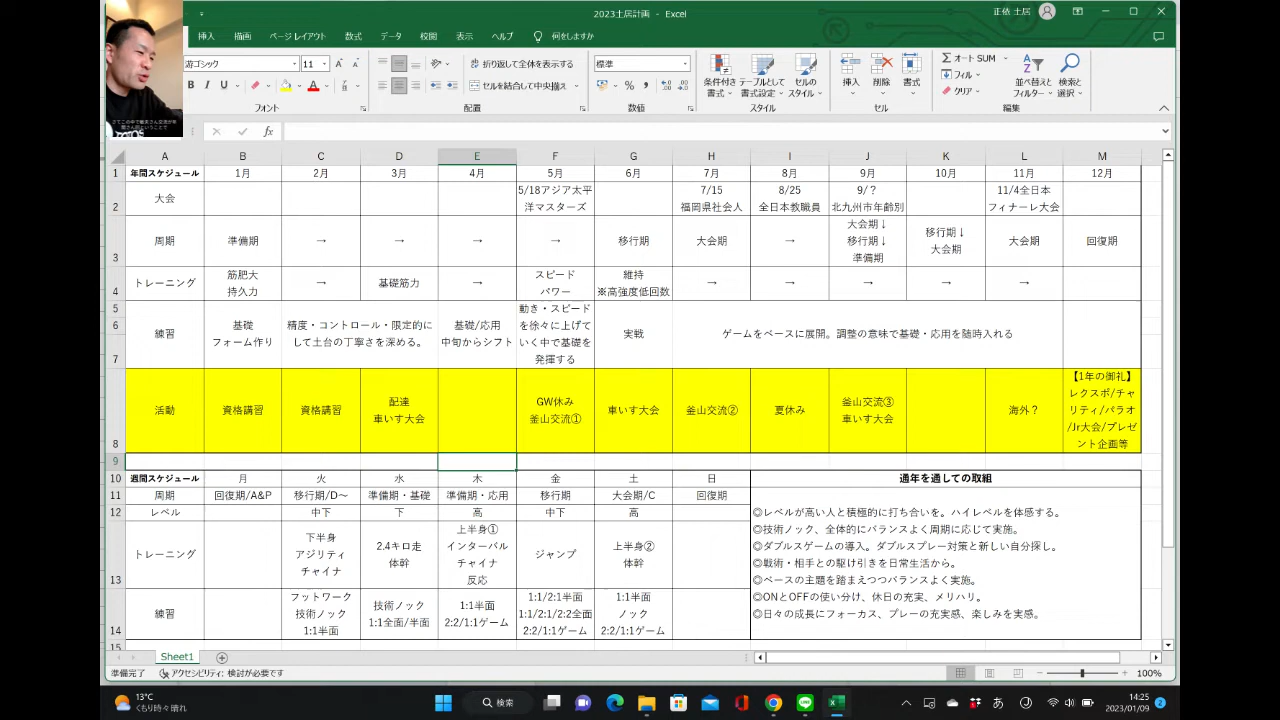 2023土居計画 － Excel
正依 土居
挿入 描画 ページ レイアウト 数式 データ 校閲 表示 ヘルプ 何をしますか
游ゴシック 11 折り返して全体を表示する 標準 条件付き書式 テーブルとして書式設定 セルのスタイル 挿入 削除 書式 オート SUM フィル クリア 並べ替えとフィルター 検索と選択
B I U セルを結合して中央揃え
フォント 配置 数値 スタイル セル 編集
fx
A B C D E F G H I J K L M
1 年間スケジュール 1月 2月 3月 4月 5月 6月 7月 8月 9月 10月 11月 12月
2 大会 5/18アジア太平洋マスターズ 7/15福岡県社会人 8/25全日本教職員 9/？北九州市年齢別 11/4全日本フィナーレ大会
3 周期 準備期 → → → → 移行期 大会期 → 大会期↓移行期↓準備期 移行期↓大会期 大会期 回復期
4 トレーニング 筋肥大持久力 → 基礎筋力 → スピードパワー 維持※高強度低回数 → → → → →
5
6
7 練習 基礎フォーム作り 精度・コントロール・限定的にして土台の丁寧さを深める。 基礎/応用中旬からシフト 動き・スピードを徐々に上げていく中で基礎を発揮する 実戦 ゲームをベースに展開。調整の意味で基礎・応用を随時入れる
8 活動 資格講習 資格講習 配達車いす大会 GW休み釜山交流① 車いす大会 釜山交流② 夏休み 釜山交流③車いす大会 海外？ 【1年の御礼】レクスポ/チャリティ/パラオ/Jr大会/プレゼント企画等
9
10 週間スケジュール 月 火 水 木 金 土 日 通年を通しての取組
11 周期 回復期/A&P 移行期/D～ 準備期・基礎 準備期・応用 移行期 大会期/C 回復期
12 レベル 中下 下 高 中下 高
13 トレーニング 下半身アジリティチャイナ 2.4キロ走体幹 上半身①インターバルチャイナ反応 ジャンプ 上半身②体幹
14 練習 フットワーク技術ノック1:1半面 技術ノック1:1全面/半面 1:1半面2:2/1:1ゲーム 1:1/2:1半面1:1/2:1/2:2全面2:2/1:1ゲーム 1:1半面ノック2:2/1:1ゲーム
◎レベルが高い人と積極的に打ち合いを。ハイレベルを体感する。
◎技術ノック、全体的にバランスよく周期に応じて実施。
◎ダブルスゲームの導入。ダブルスプレー対策と新しい自分探し。
◎戦術・相手との駆け引きを日常生活から。
◎ベースの主題を踏まえつつバランスよく実施。
◎ONとOFFの使い分け、休日の充実、メリハリ。
◎日々の成長にフォーカス、プレーの充実感、楽しみを実感。
15
Sheet1
準備完了 アクセシビリティ: 検討が必要です 100%
13°C
くもり時々晴れ
検索
あ
14:25
2023/01/09
2